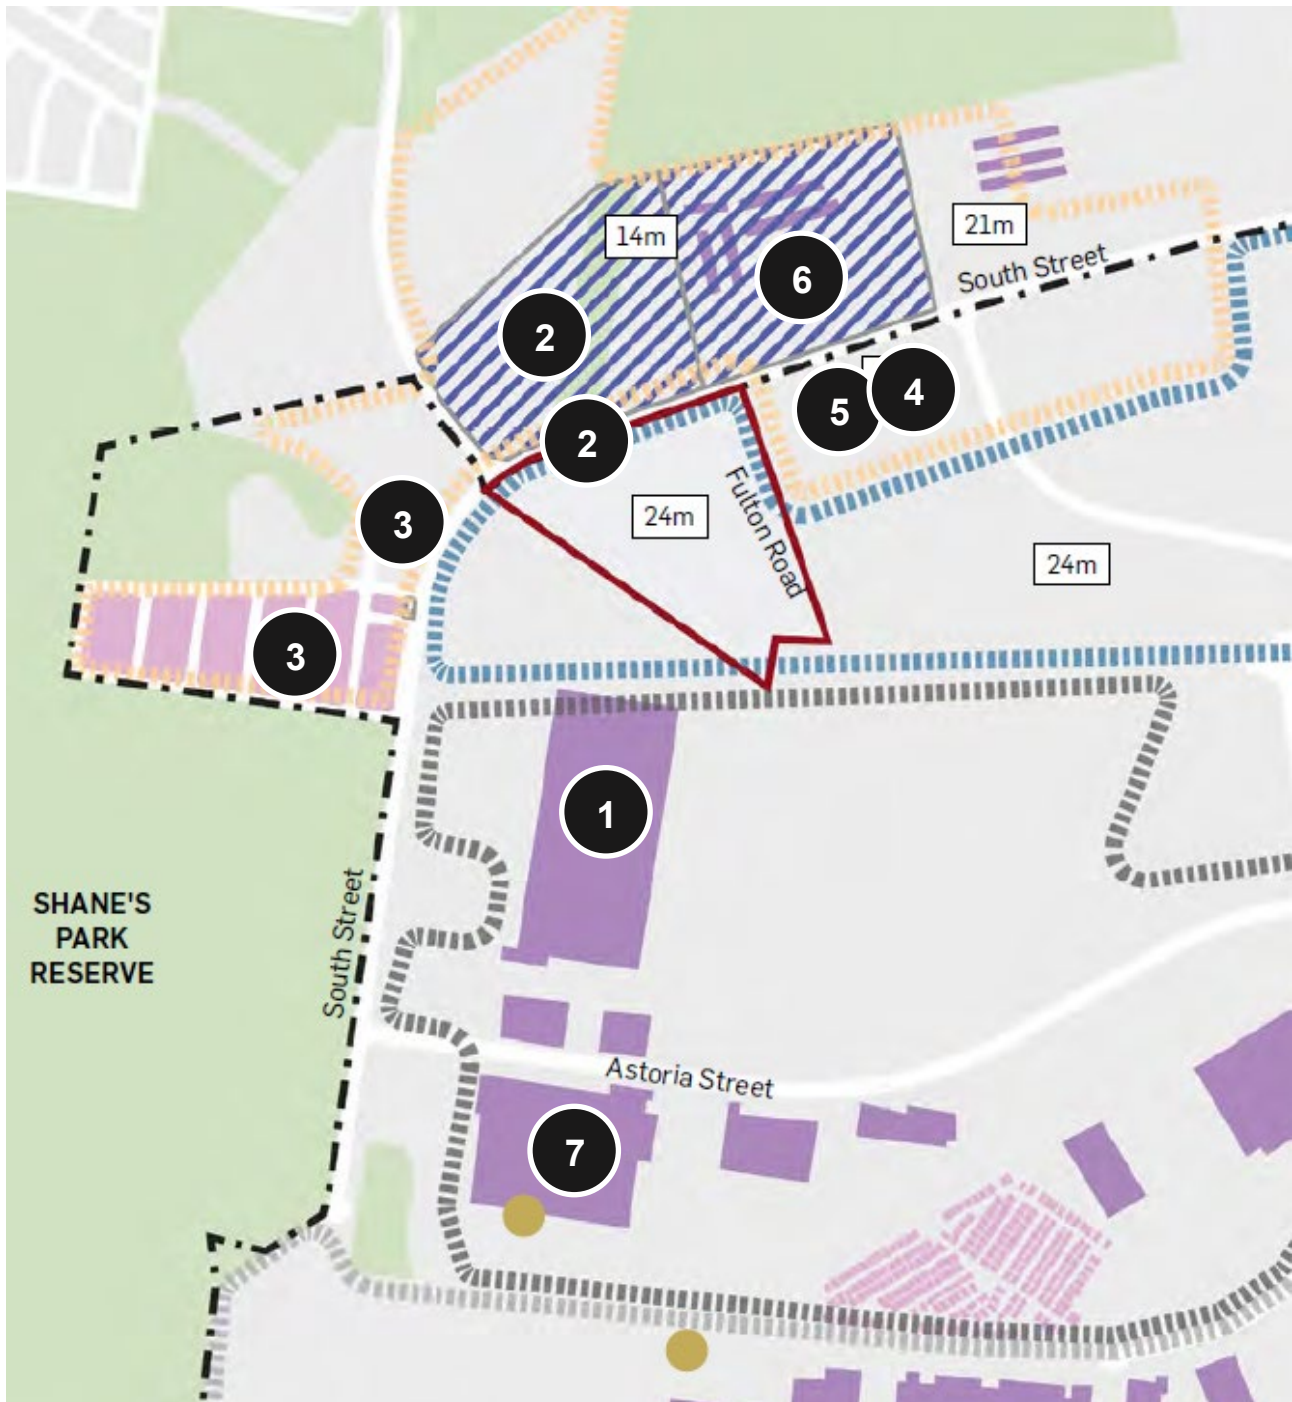 14m
21m
South Street
6
2
5
4
2
24m
Fulton Road
3
24m
3
1
SHANE'S
PARK
RESERVE
South Street
Astoria Street
7